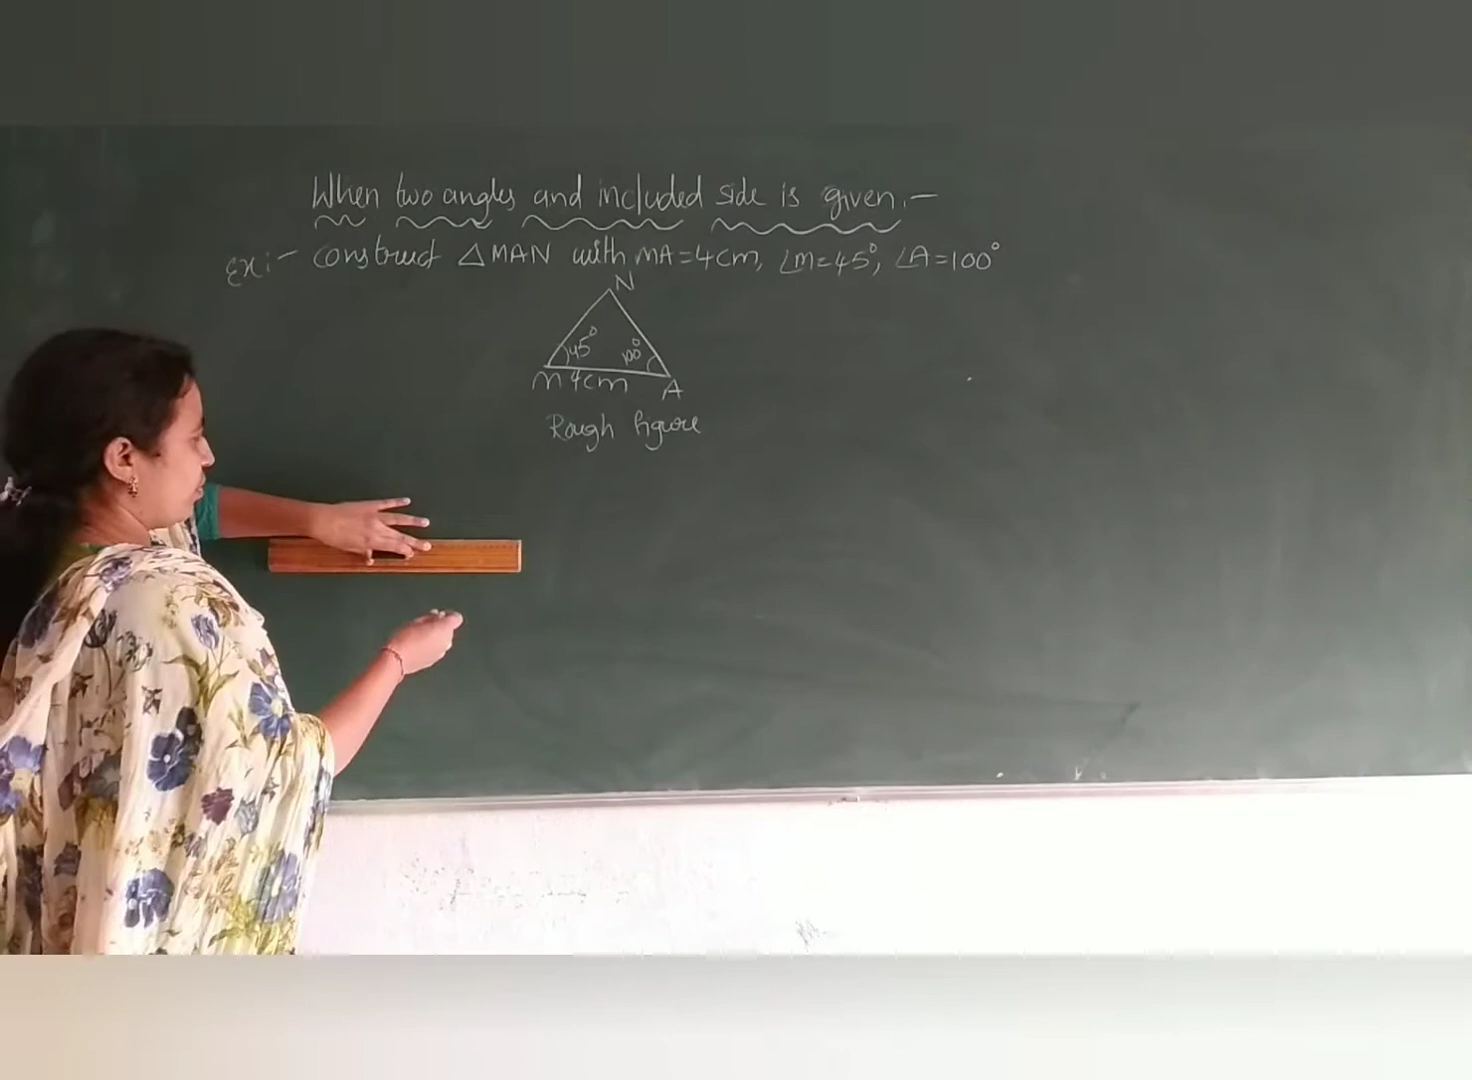 When two angles and included side is given.-
Ex:- construct △MAN with MA=4cm, ∠M=45°, ∠A=100°
N
45° 100°
M 4cm A
Rough figure